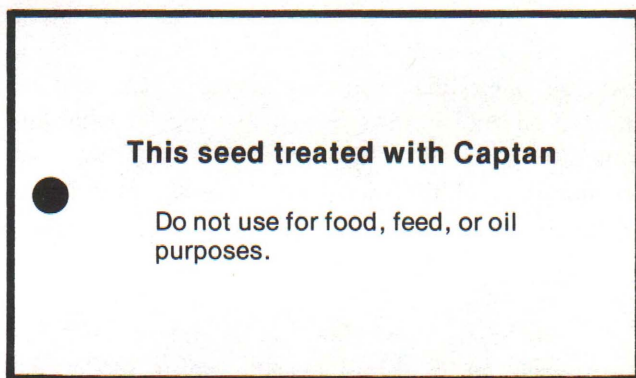 This seed treated with Captan
Do not use for food, feed, or oil
purposes.